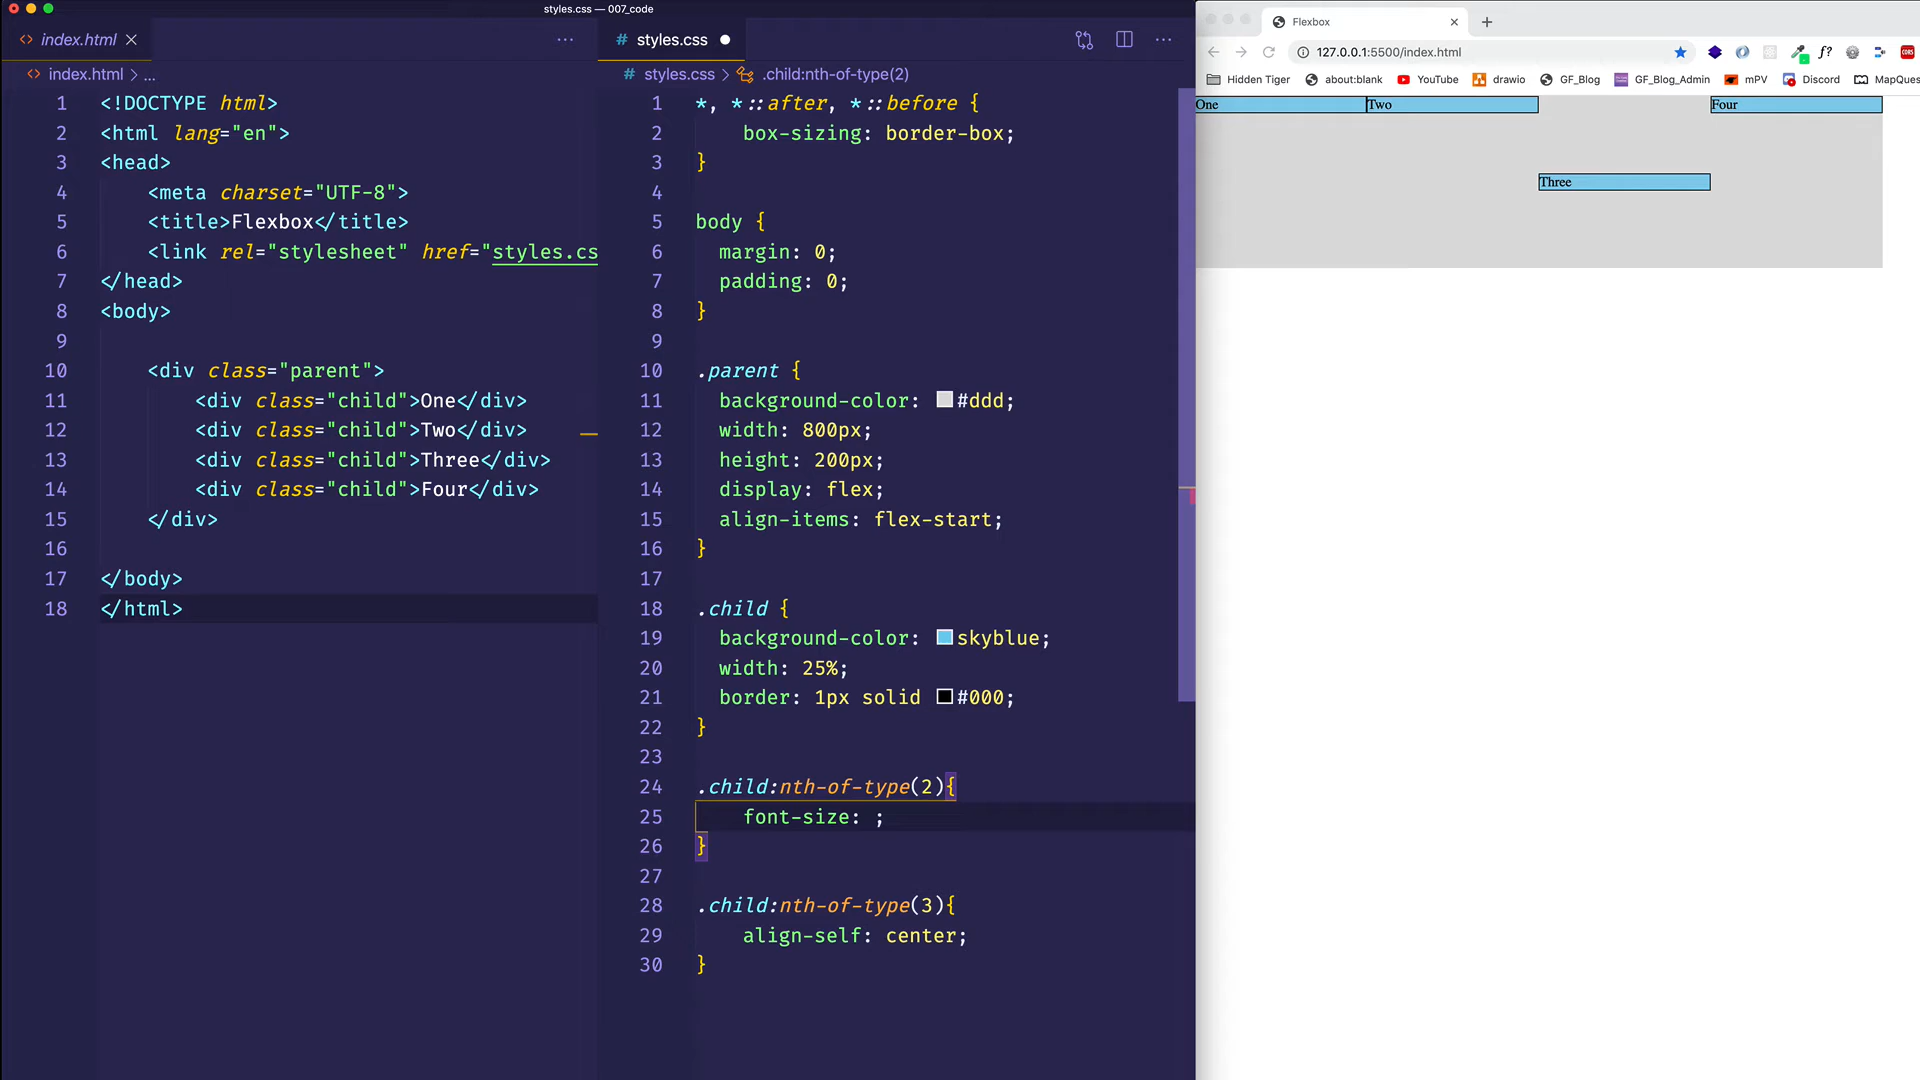 styles.css — 007_code
index.html
index.html > ...
1 <!DOCTYPE html>
2 <html lang="en">
3 <head>
4 <meta charset="UTF-8">
5 <title>Flexbox</title>
6 <link rel="stylesheet" href="styles.cs
7 </head>
8 <body>
9
10 <div class="parent">
11 <div class="child">One</div>
12 <div class="child">Two</div>
13 <div class="child">Three</div>
14 <div class="child">Four</div>
15 </div>
16
17 </body>
18 </html>
# styles.css
# styles.css > .child:nth-of-type(2)
1 *, *::after, *::before {
2 box-sizing: border-box;
3 }
4
5 body {
6 margin: 0;
7 padding: 0;
8 }
9
10 .parent {
11 background-color: #ddd;
12 width: 800px;
13 height: 200px;
14 display: flex;
15 align-items: flex-start;
16 }
17
18 .child {
19 background-color: skyblue;
20 width: 25%;
21 border: 1px solid #000;
22 }
23
24 .child:nth-of-type(2){
25 font-size: ;
26 }
27
28 .child:nth-of-type(3){
29 align-self: center;
30 }
Flexbox
127.0.0.1:5500/index.html
f?
CORS
Hidden Tiger about:blank YouTube drawio GF_Blog GF_Blog_Admin mPV Discord MapQues
One Two Four
Three